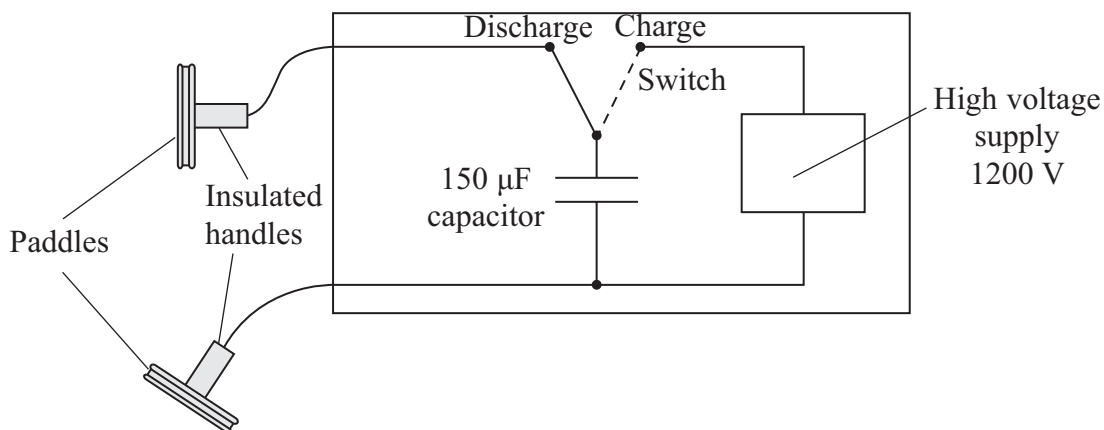 Discharge
Charge
Switch
High voltage
supply
1200 V
150 μF
capacitor
Insulated
handles
Paddles